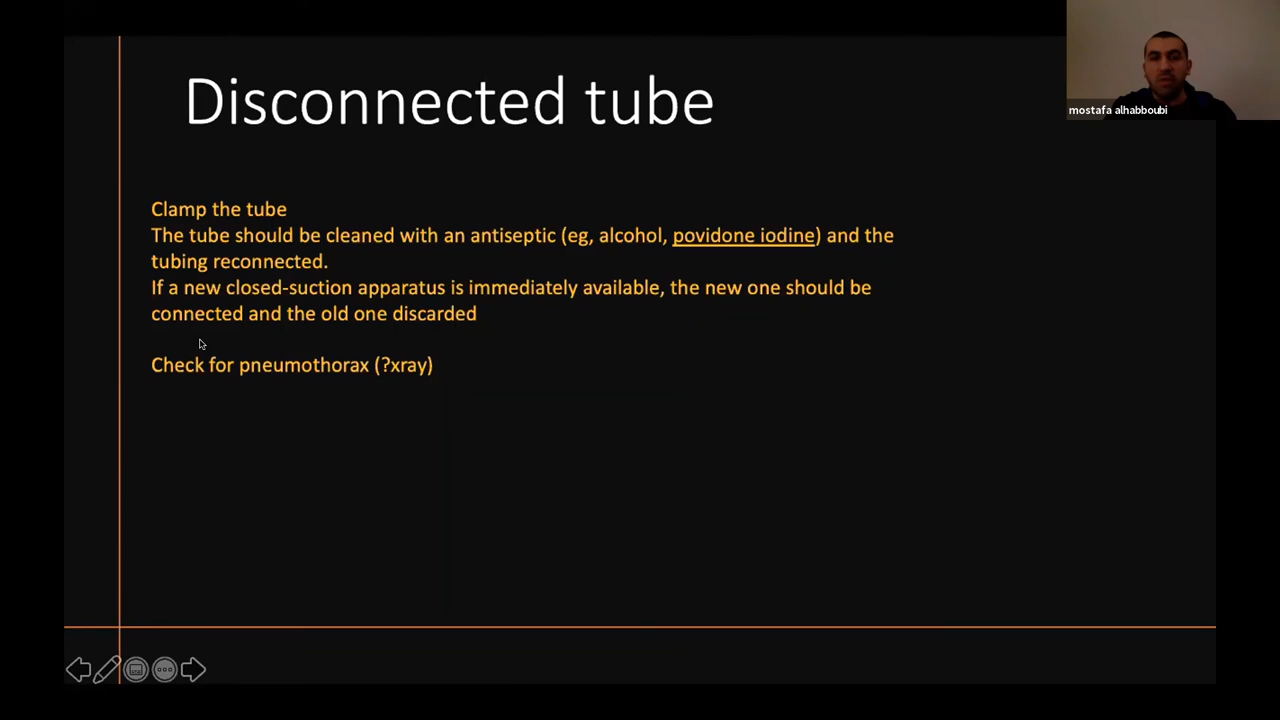 Disconnected tube
mostafa alhabboubi
Clamp the tube
The tube should be cleaned with an antiseptic (eg, alcohol, povidone iodine) and the
tubing reconnected.
If a new closed-suction apparatus is immediately available, the new one should be
connected and the old one discarded
Check for pneumothorax (?xray)